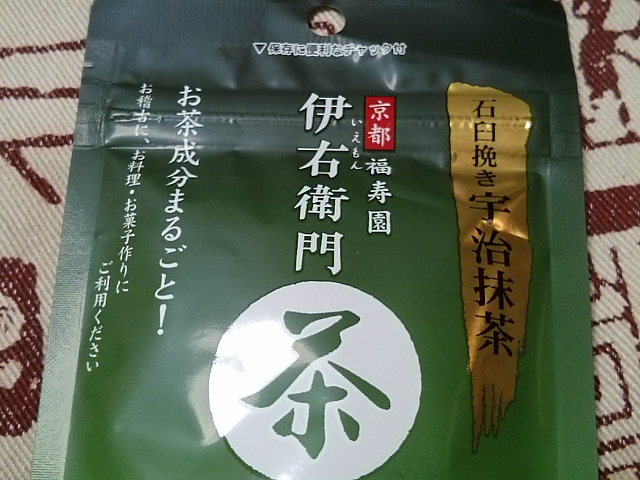 ▼保存に便利なチャック付
石臼挽き宇治抹茶
京都福寿園
いえもん
伊右衛門
茶
お茶成分まるごと!
お稽古に、お料理・お菓子作りに
ご利用ください